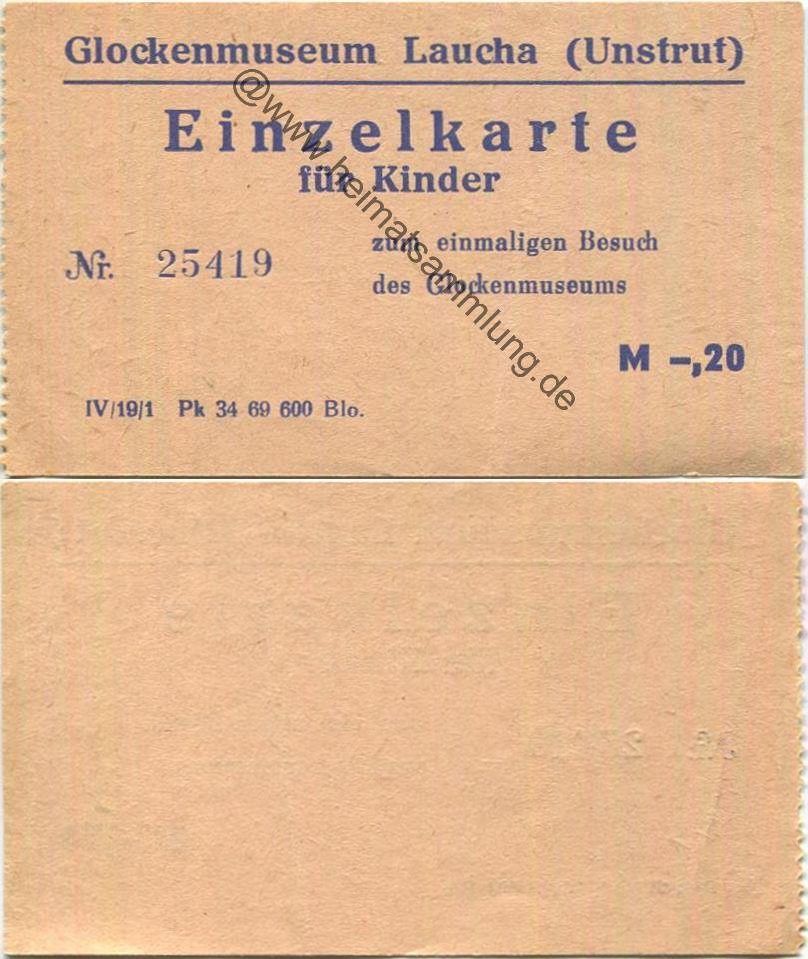 Glockenmuseum Laucha (Unstrut)
Einzelkarte
für Kinder
Nr. 25419
zum einmaligen Besuch
des Glockenmuseums
M -,20
IV/19/1 Pk 34 69 600 Blo.
@www.heimatsammlung.de